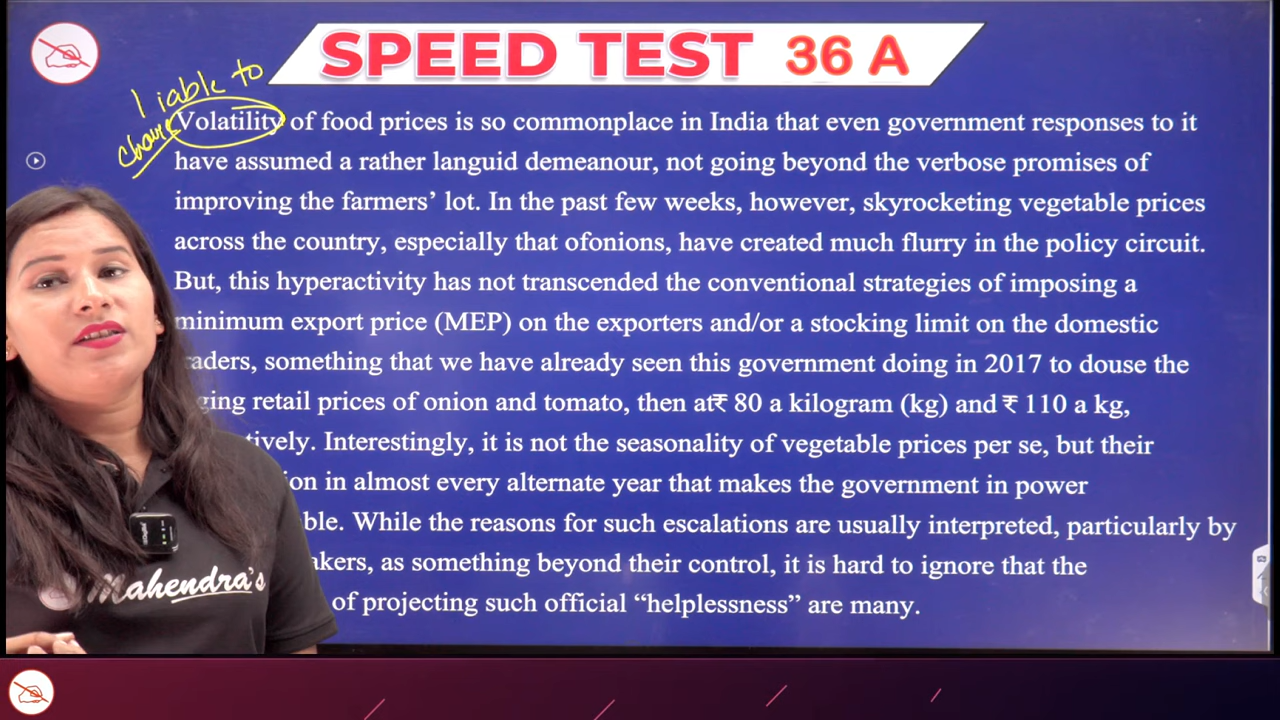 SPEED TEST 36 A
liable to
change
Volatility of food prices is so commonplace in India that even government responses to it
have assumed a rather languid demeanour, not going beyond the verbose promises of
improving the farmers' lot. In the past few weeks, however, skyrocketing vegetable prices
across the country, especially that ofonions, have created much flurry in the policy circuit.
But, this hyperactivity has not transcended the conventional strategies of imposing a
minimum export price (MEP) on the exporters and/or a stocking limit on the domestic
raders, something that we have already seen this government doing in 2017 to douse the
ging retail prices of onion and tomato, then at₹ 80 a kilogram (kg) and ₹ 110 a kg,
tively. Interestingly, it is not the seasonality of vegetable prices per se, but their
ion in almost every alternate year that makes the government in power
ble. While the reasons for such escalations are usually interpreted, particularly by
akers, as something beyond their control, it is hard to ignore that the
of projecting such official “helplessness” are many.
Mahendra's